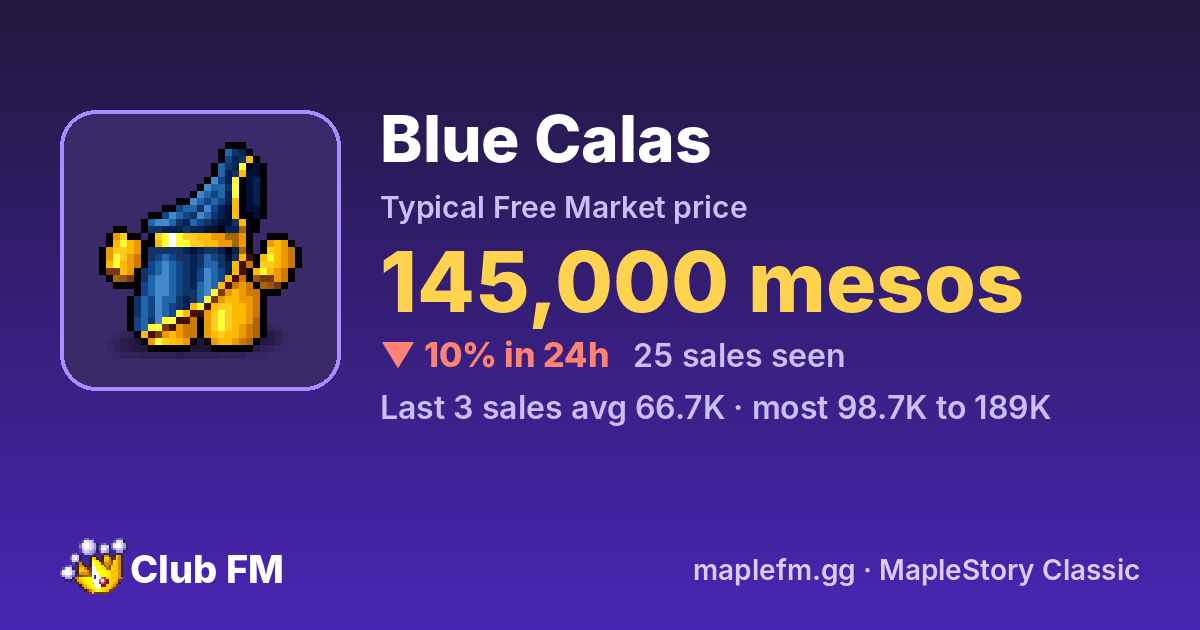 Blue Calas
Typical Free Market price
145,000 mesos
▼ 10% in 24h 25 sales seen
Last 3 sales avg 66.7K · most 98.7K to 189K
Club FM
maplefm.gg · MapleStory Classic